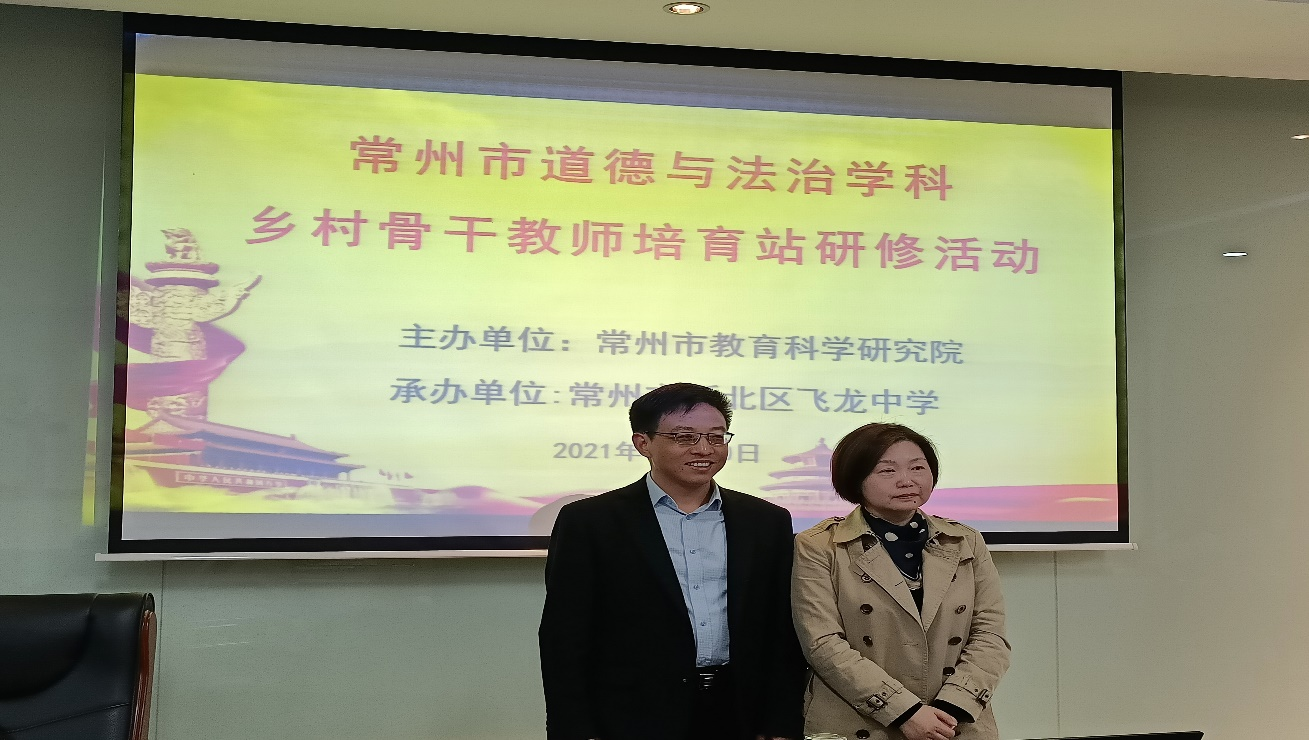 常州市道德与法治学科
乡村骨干教师培育站研修活动
主办单位：常州市教育科学研究院
承办单位:常州 北区飞龙中学
2021年 日